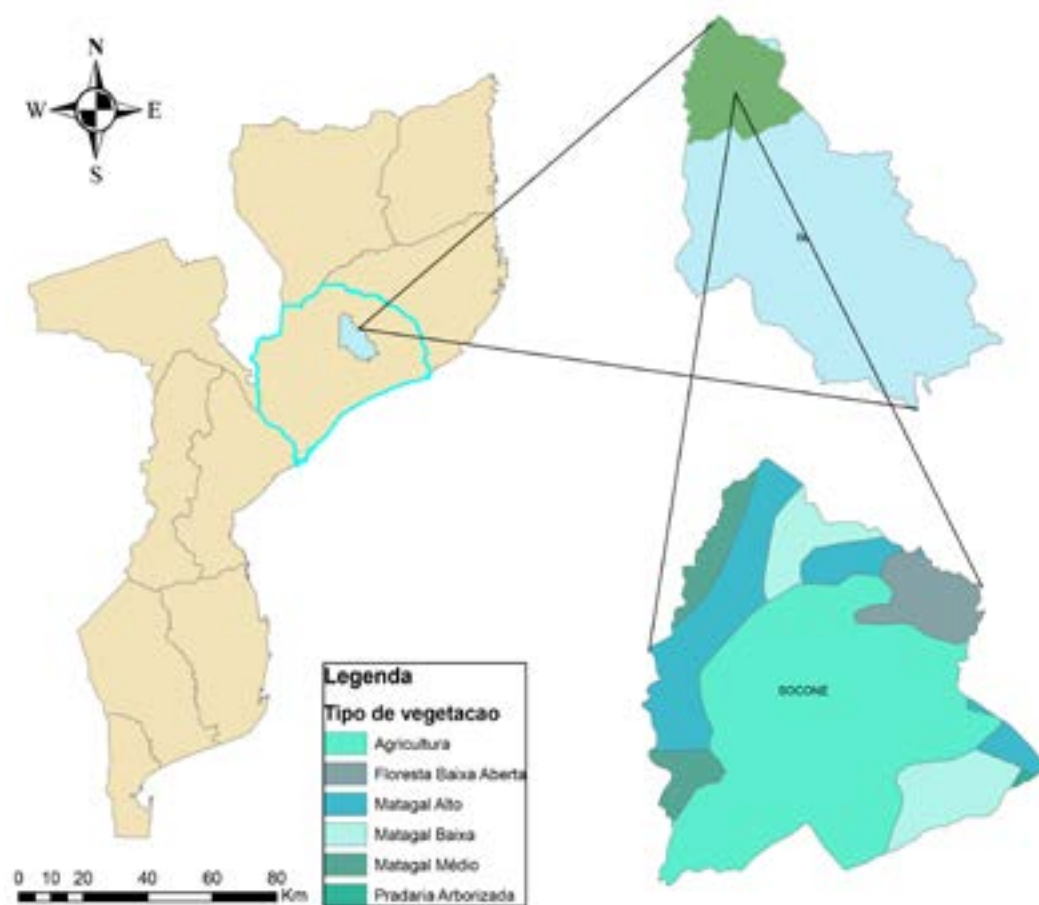 N
W E
S
SOCONE
Legenda
Tipo de vegetacao
Agricultura
Floresta Baixa Aberta
Matagal Alto
Matagal Baixa
Matagal Médio
Pradaria Arborizada
0 10 20 40 60 80
Km